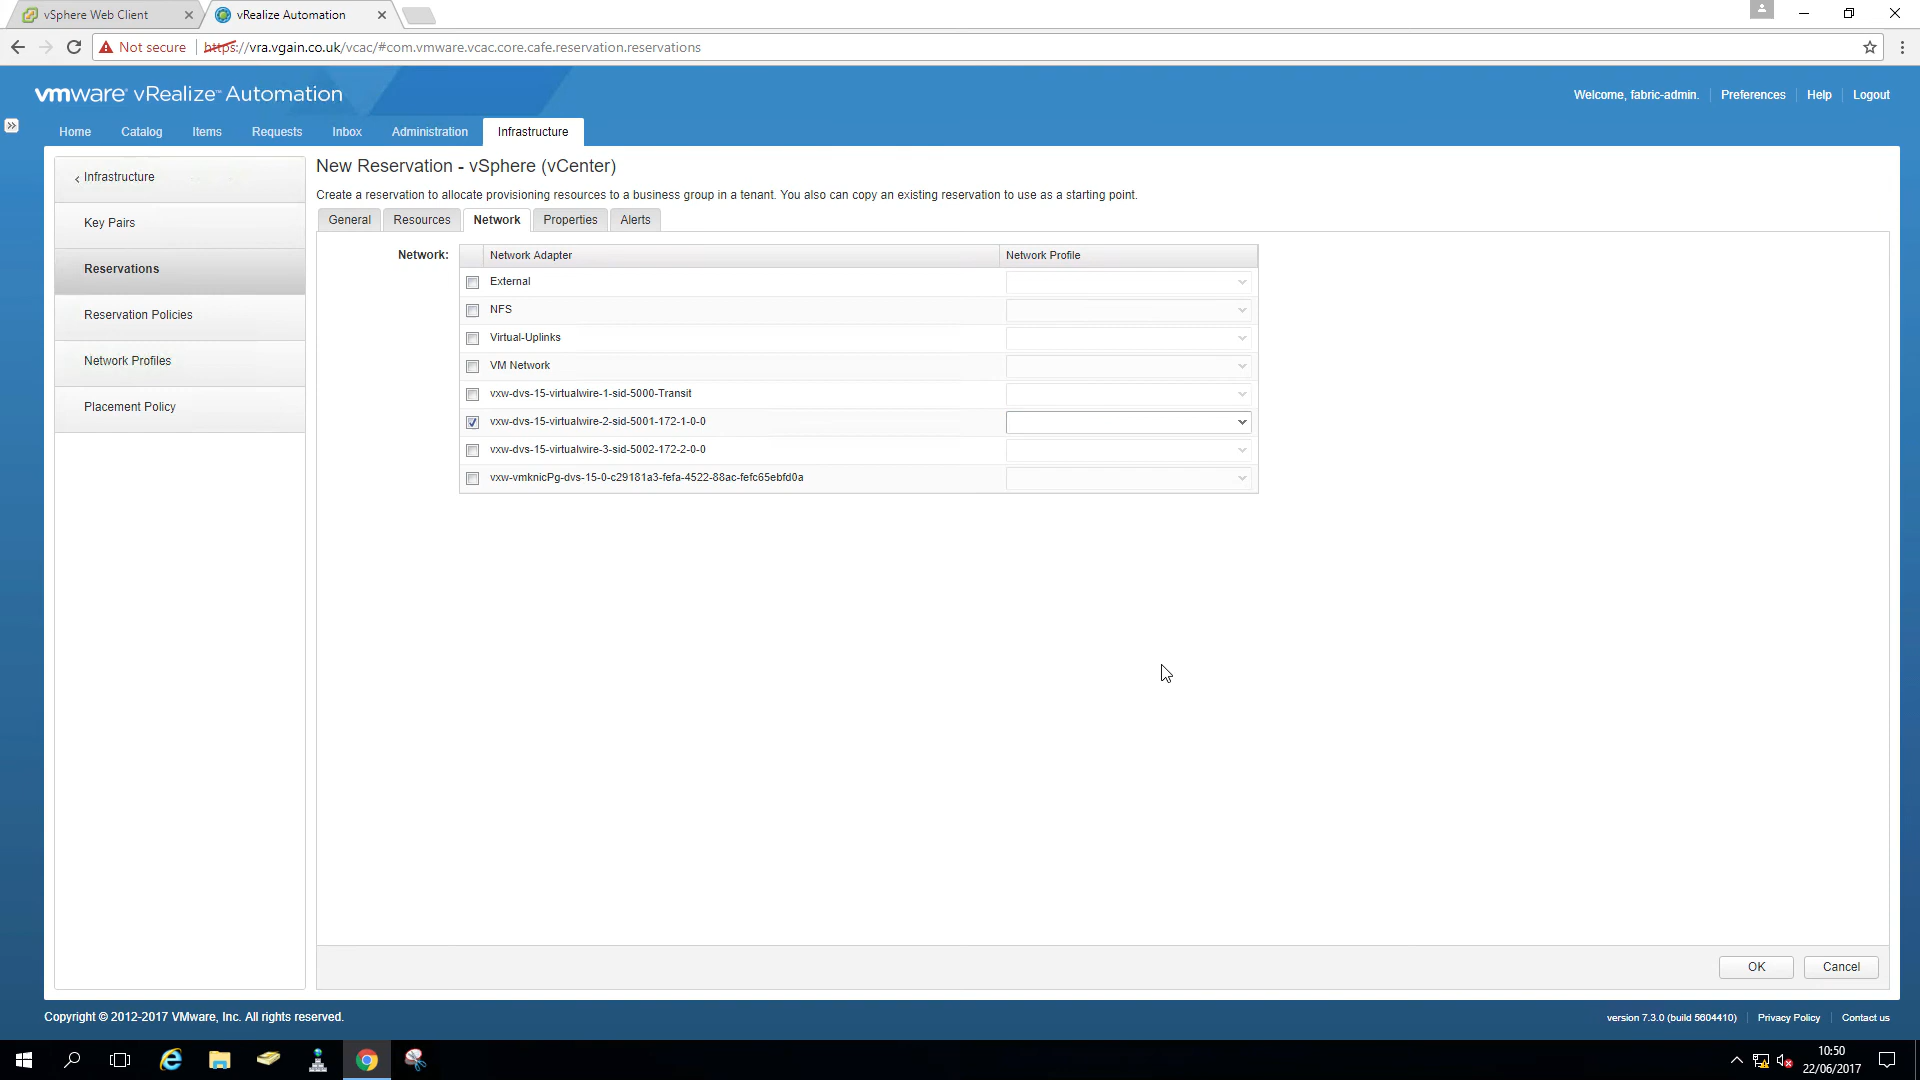 vSphere Web Client
vRealize Automation
Not secure
https://vra.vgain.co.uk/vcac/#com.vmware.vcac.core.cafe.reservation.reservations
vmware vRealize™ Automation
Welcome, fabric-admin.
Preferences
Help
Logout
Home
Catalog
Items
Requests
Inbox
Administration
Infrastructure
< Infrastructure
Key Pairs
Reservations
Reservation Policies
Network Profiles
Placement Policy
New Reservation - vSphere (vCenter)
Create a reservation to allocate provisioning resources to a business group in a tenant. You also can copy an existing reservation to use as a starting point.
General
Resources
Network
Properties
Alerts
Network:
Network Adapter
Network Profile
External
NFS
Virtual-Uplinks
VM Network
vxw-dvs-15-virtualwire-1-sid-5000-Transit
vxw-dvs-15-virtualwire-2-sid-5001-172-1-0-0
vxw-dvs-15-virtualwire-3-sid-5002-172-2-0-0
vxw-vmknicPg-dvs-15-0-c29181a3-fefa-4522-88ac-fefc65ebfd0a
OK
Cancel
Copyright © 2012-2017 VMware, Inc. All rights reserved.
version 7.3.0 (build 5604410)
Privacy Policy
Contact us
10:50
22/06/2017